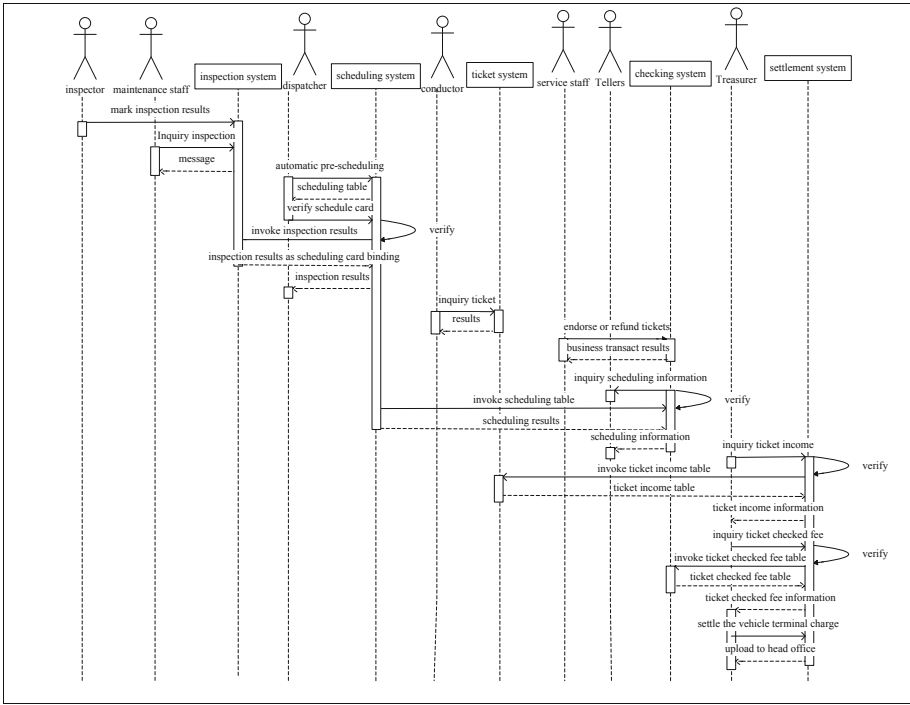 inspector
maintenance staff
inspection system
dispatcher
scheduling system
conductor
ticket system
service staff
Tellers
checking system
Treasurer
settlement system
mark inspection results
Inquiry inspection
message
automatic pre-scheduling
scheduling table
verify schedule card
invoke inspection results
verify
inspection results as scheduling card binding
inspection results
inquiry ticket
results
endorse or refund tickets
business transact results
inquiry scheduling information
invoke scheduling table
verify
scheduling results
scheduling information
inquiry ticket income
verify
invoke ticket income table
ticket income table
ticket income information
inquiry ticket checked fee
verify
invoke ticket checked fee table
ticket checked fee table
ticket checked fee information
settle the vehicle terminal charge
upload to head office